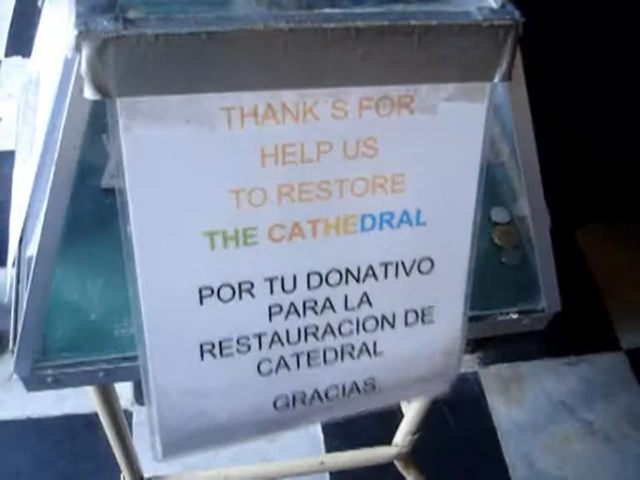 THANK´S FOR
HELP US
TO RESTORE
THE CATHEDRAL
POR TU DONATIVO
PARA LA
RESTAURACION DE
CATEDRAL
GRACIAS.